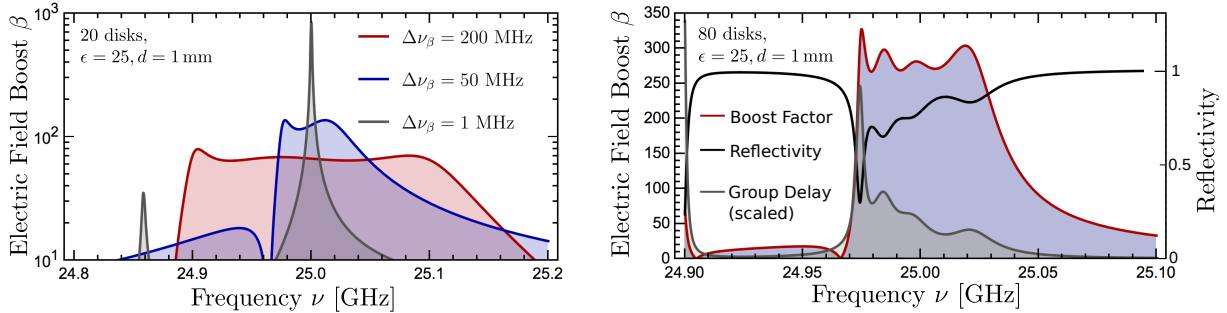 Electric Field Boost β
10³
10²
10¹
20 disks,
ϵ = 25, d = 1 mm
Δν_β = 200 MHz
Δν_β = 50 MHz
Δν_β = 1 MHz
24.8 24.9 25.0 25.1 25.2
Frequency ν [GHz]
Electric Field Boost β
350
300
250
200
150
100
50
0
80 disks,
ϵ = 25, d = 1 mm
Boost Factor
Reflectivity
Group Delay
(scaled)
24.90 24.95 25.00 25.05 25.10
Frequency ν [GHz]
1
0.5
0
Reflectivity